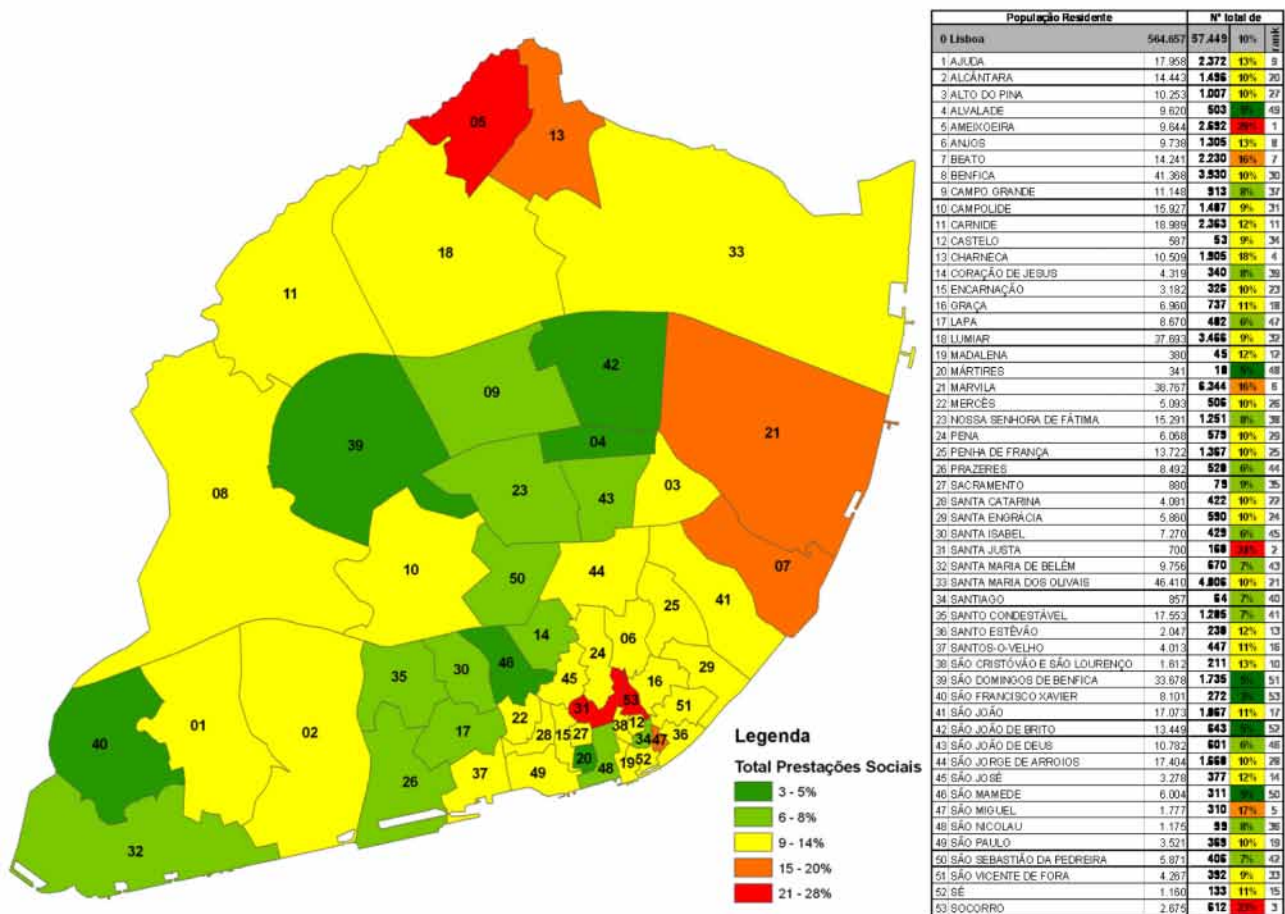 População Residente Nº total de
0 Lisboa 564.657 57.449 10% rank
1 AJUDA 17.958 2.372 13% 9
2 ALCÂNTARA 14.443 1.496 10% 20
3 ALTO DO PINA 10.253 1.007 10% 27
4 ALVALADE 9.620 503 5% 49
5 AMEIXOEIRA 9.644 2.692 28% 1
6 ANJOS 9.738 1.305 13% 8
7 BEATO 14.241 2.230 16% 7
8 BENFICA 41.368 3.930 10% 30
9 CAMPO GRANDE 11.148 913 8% 37
10 CAMPOLIDE 15.927 1.487 9% 31
11 CARNIDE 18.989 2.363 12% 11
12 CASTELO 587 53 9% 34
13 CHARNECA 10.509 1.905 18% 4
14 CORAÇÃO DE JESUS 4.319 340 8% 39
15 ENCARNAÇÃO 3.182 326 10% 23
16 GRAÇA 6.960 737 11% 18
17 LAPA 8.670 482 6% 47
18 LUMIAR 37.693 3.466 9% 32
19 MADALENA 380 45 12% 12
20 MÁRTIRES 341 18 5% 48
21 MARVILA 38.767 6.344 16% 6
22 MERCÊS 5.093 506 10% 26
23 NOSSA SENHORA DE FÁTIMA 15.291 1.251 8% 38
24 PENA 6.068 579 10% 29
25 PENHA DE FRANÇA 13.722 1.367 10% 25
26 PRAZERES 8.492 528 6% 44
27 SACRAMENTO 880 79 9% 35
28 SANTA CATARINA 4.081 422 10% 22
29 SANTA ENGRÁCIA 5.860 590 10% 24
30 SANTA ISABEL 7.270 429 6% 45
31 SANTA JUSTA 700 168 2
32 SANTA MARIA DE BELÉM 9.756 670 7% 43
33 SANTA MARIA DOS OLIVAIS 46.410 4.806 10% 21
34 SANTIAGO 857 64 7% 40
35 SANTO CONDESTÁVEL 17.553 1.285 7% 41
36 SANTO ESTÊVÃO 2.047 238 12% 13
37 SANTOS-O-VELHO 4.013 447 11% 16
38 SÃO CRISTÓVÃO E SÃO LOURENÇO 1.612 211 13% 10
39 SÃO DOMINGOS DE BENFICA 33.678 1.735 5% 51
40 SÃO FRANCISCO XAVIER 8.101 272 3% 53
41 SÃO JOÃO 17.073 1.867 11% 17
42 SÃO JOÃO DE BRITO 13.449 643 5% 52
43 SÃO JOÃO DE DEUS 10.782 601 6% 46
44 SÃO JORGE DE ARROIOS 17.404 1.668 10% 28
45 SÃO JOSÉ 3.278 377 12% 14
46 SÃO MAMEDE 6.004 311 5% 50
47 SÃO MIGUEL 1.777 310 17% 5
48 SÃO NICOLAU 1.175 99 8% 36
49 SÃO PAULO 3.521 369 10% 19
50 SÃO SEBASTIÃO DA PEDREIRA 5.871 406 7% 42
51 SÃO VICENTE DE FORA 4.267 392 9% 33
52 SÉ 1.160 133 11% 15
53 SOCORRO 2.675 612 23% 3
05
13
18
33
11
42
09
04
21
39
23
43
03
08
10
50
44
07
41
25
14
06
24
46
30
35
45
16
29
31
53
51
01
02
17
22
28
15
27
38
12
34
47
36
40
26
37
49
20
48
19
52
32
Legenda
Total Prestações Sociais
3 - 5%
6 - 8%
9 - 14%
15 - 20%
21 - 28%